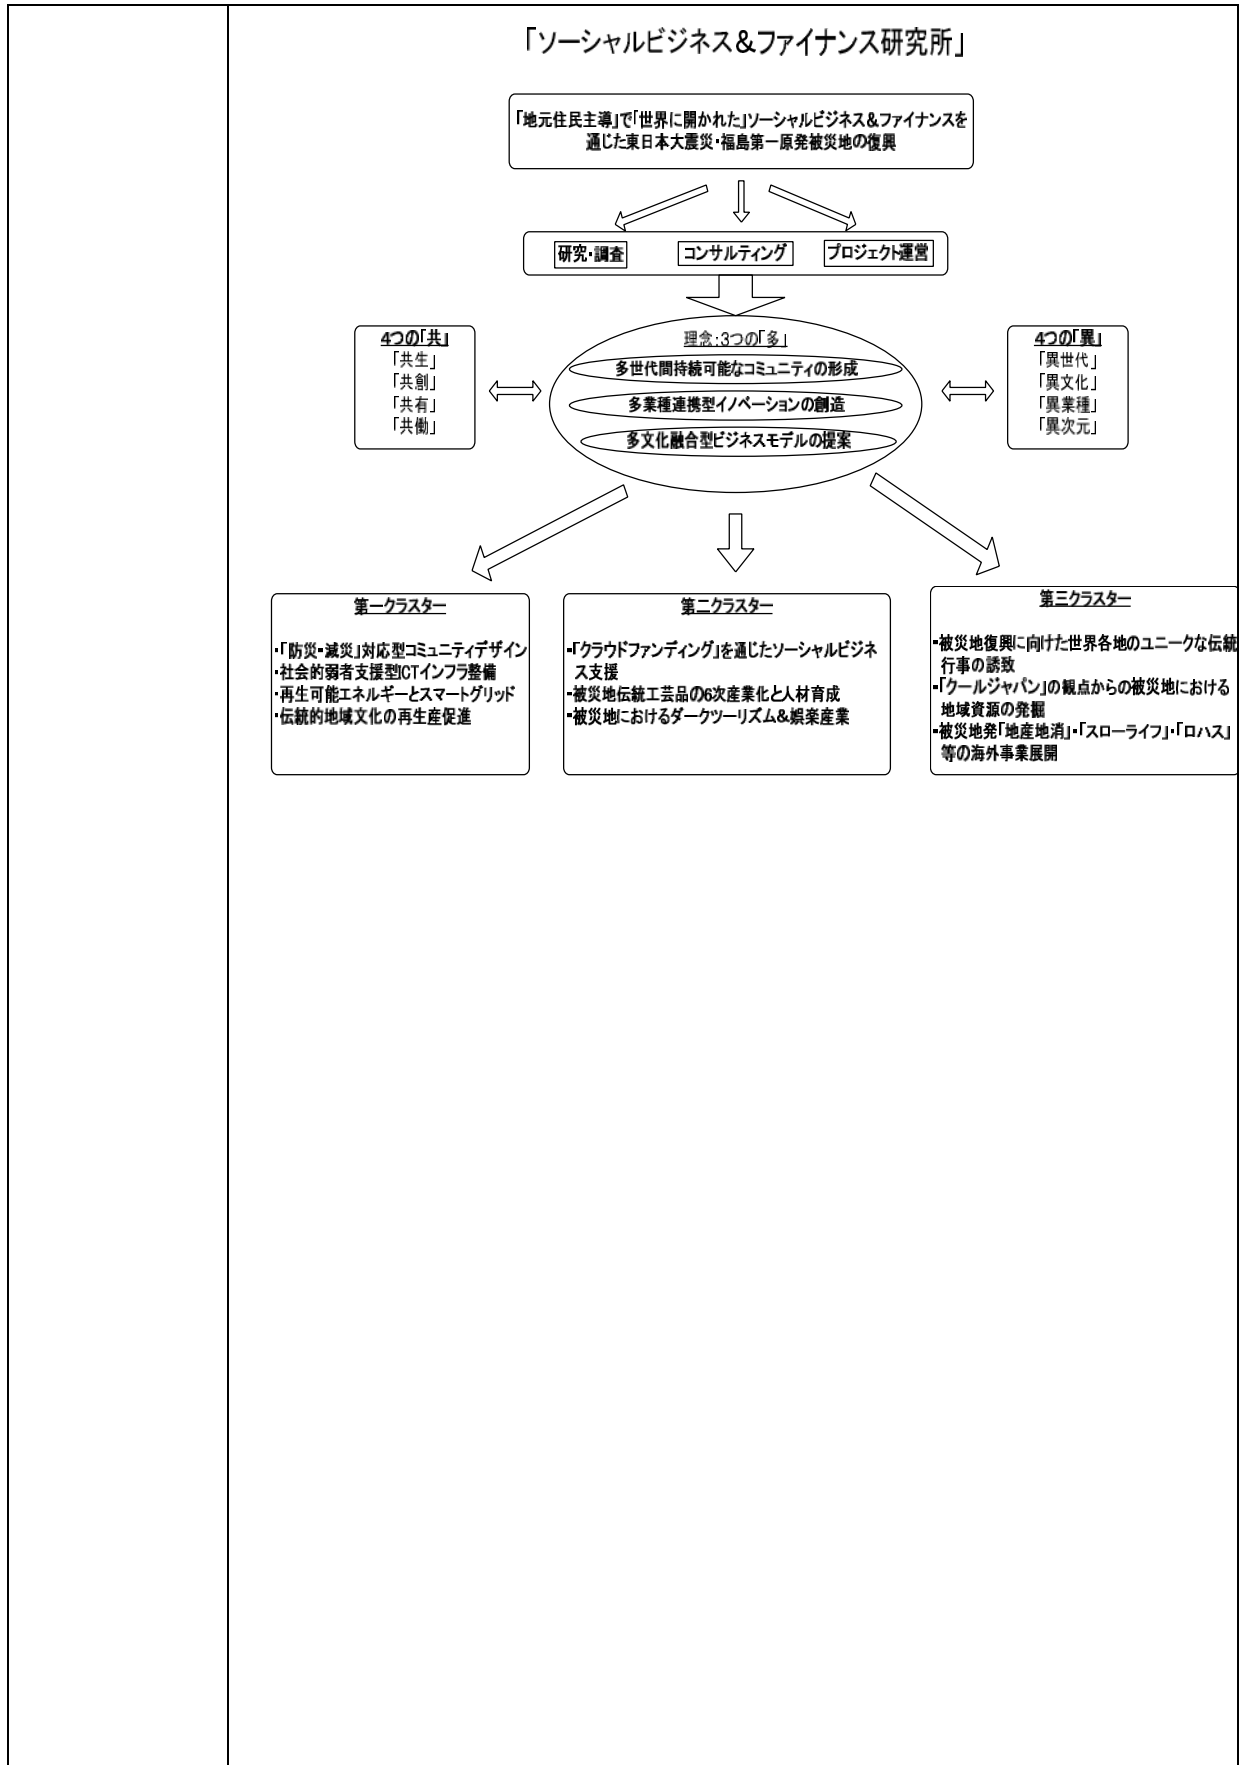 「ソーシャルビジネス＆ファイナンス研究所」
「地元住民主導」で「世界に開かれた」ソーシャルビジネス＆ファイナンスを
通じた東日本大震災・福島第一原発被災地の復興
研究・調査
コンサルティング
プロジェクト運営
4つの「共」
「共生」
「共創」
「共有」
「共働」
理念：3つの「多」
多世代間持続可能なコミュニティの形成
多業種連携型イノベーションの創造
多文化融合型ビジネスモデルの提案
4つの「異」
「異世代」
「異文化」
「異業種」
「異次元」
第一クラスター
・「防災・減災」対応型コミュニティデザイン
・社会的弱者支援型ICTインフラ整備
・再生可能エネルギーとスマートグリッド
・伝統的地域文化の再生産促進
第二クラスター
・「クラウドファンディング」を通じたソーシャルビジネ
ス支援
・被災地伝統工芸品の6次産業化と人材育成
・被災地におけるダークツーリズム＆娯楽産業
第三クラスター
・被災地復興に向けた世界各地のユニークな伝統
行事の誘致
・「クールジャパン」の観点からの被災地における
地域資源の発掘
・被災地発「地産地消」・「スローライフ」・「ロハス」
等の海外事業展開